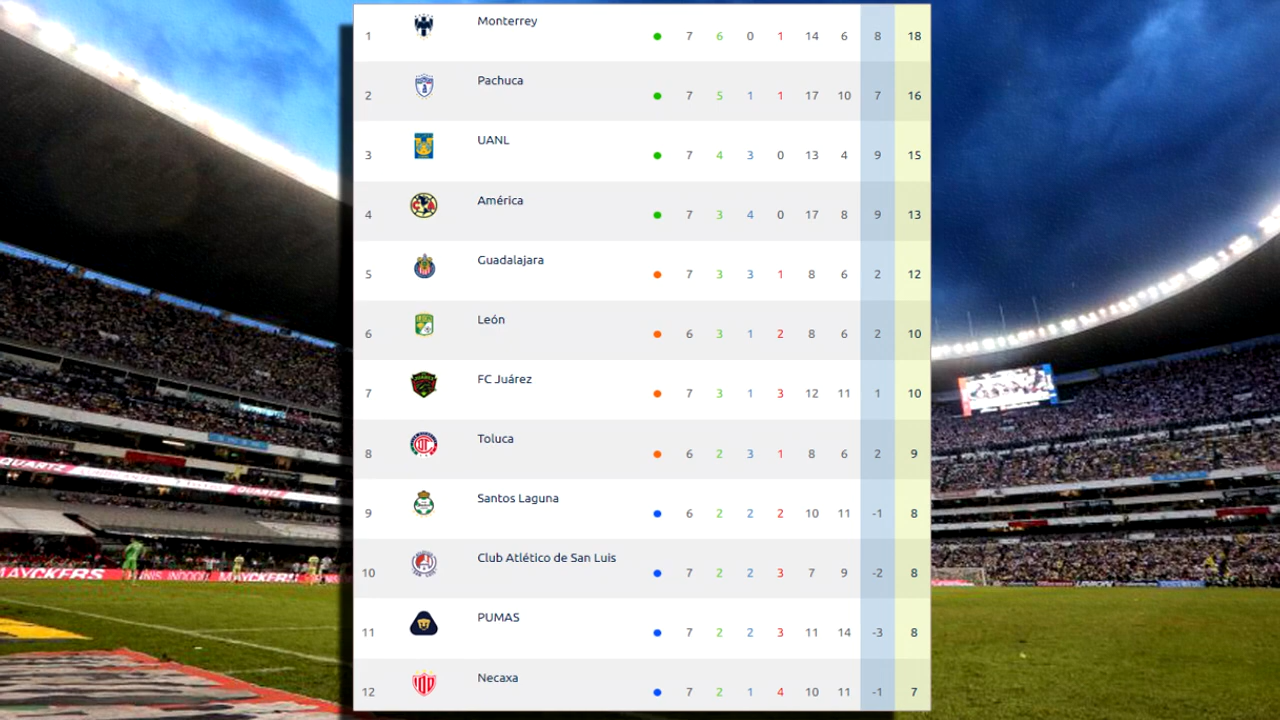 1 Monterrey 7 6 0 1 14 6 8 18
2 Pachuca 7 5 1 1 17 10 7 16
3 UANL 7 4 3 0 13 4 9 15
4 América 7 3 4 0 17 8 9 13
5 Guadalajara 7 3 3 1 8 6 2 12
6 León 6 3 1 2 8 6 2 10
7 FC Juárez 7 3 1 3 12 11 1 10
8 Toluca 6 2 3 1 8 6 2 9
9 Santos Laguna 6 2 2 2 10 11 -1 8
10 Club Atlético de San Luis 7 2 2 3 7 9 -2 8
11 PUMAS 7 2 2 3 11 14 -3 8
12 Necaxa 7 2 1 4 10 11 -1 7
caliente.mx
QUARTZ
MAYCKERS
MAYCKERS